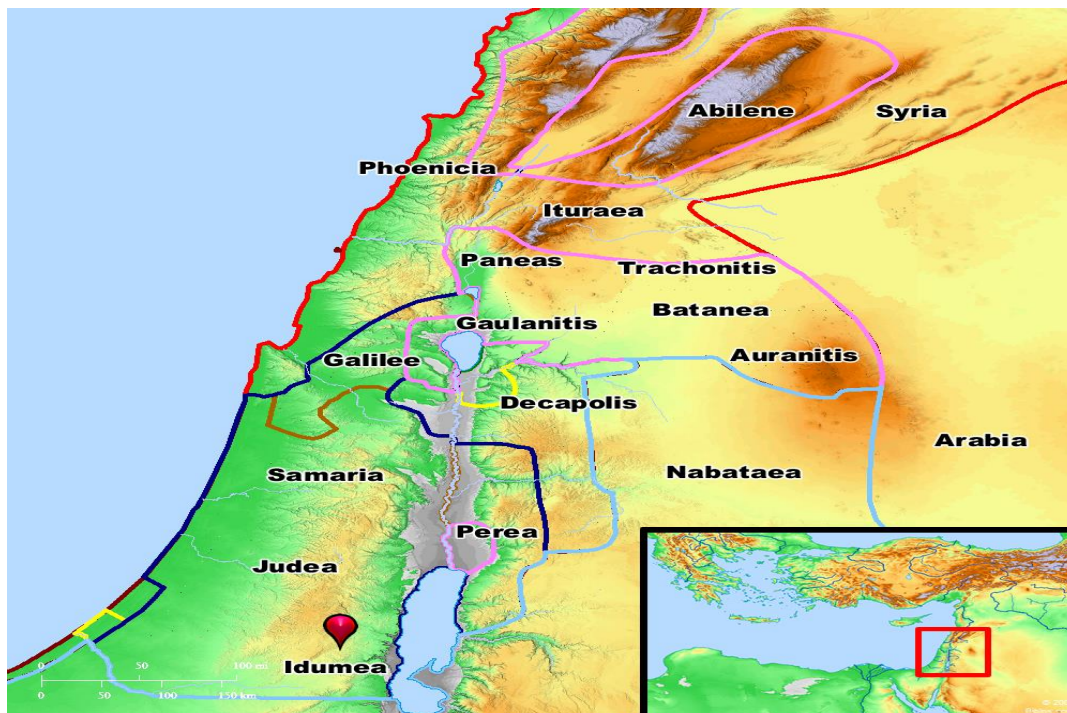 Abilene
Syria
Phoenicia
Ituraea
Paneas
Trachonitis
Batanea
Gaulanitis
Galilee
Auranitis
Decapolis
Arabia
Samaria
Nabataea
Perea
Judea
Idumea
0 50 100 mi
0 50 100 150 km